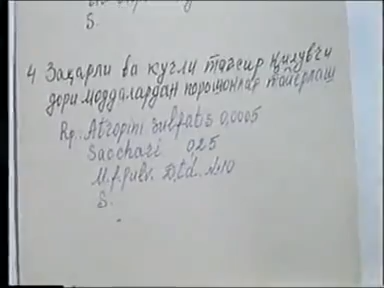 S.
4 Заҳарли ва кучли таъсир қилувчи
дори моддалардан порошоклар тайёрлаш
Rp.: Atropini sulfatis 0,0005
Sacchari 0,25
M.f.pulv. D.t.d. №10
S.